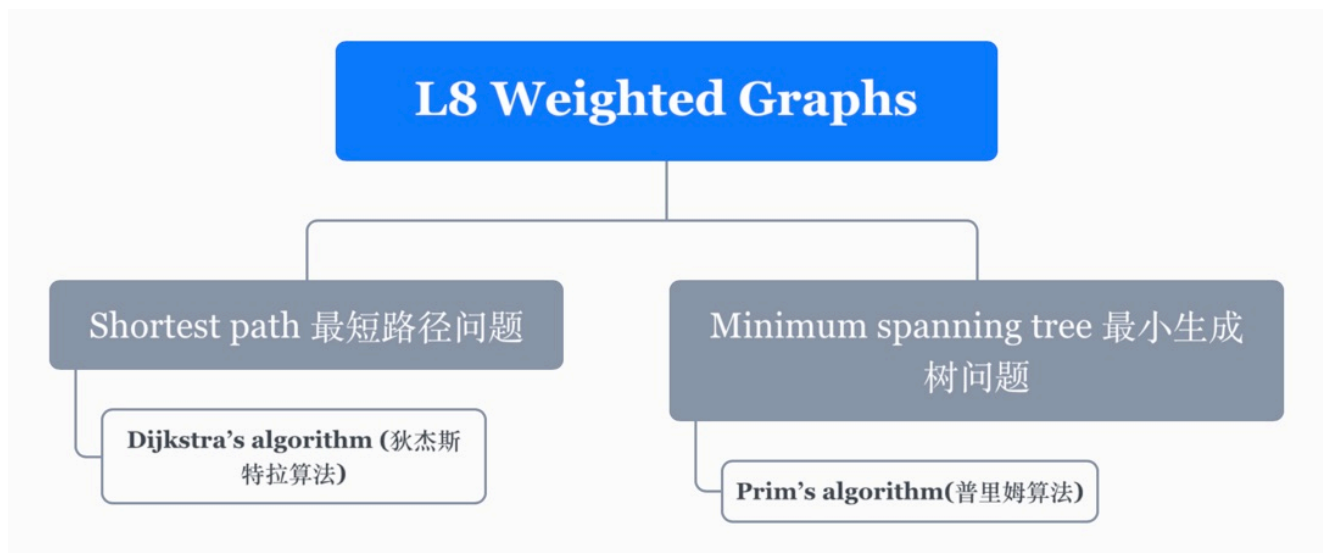 L8 Weighted Graphs
Shortest path 最短路径问题
Dijkstra’s algorithm (狄杰斯
特拉算法)
Minimum spanning tree 最小生成
树问题
Prim’s algorithm(普里姆算法)